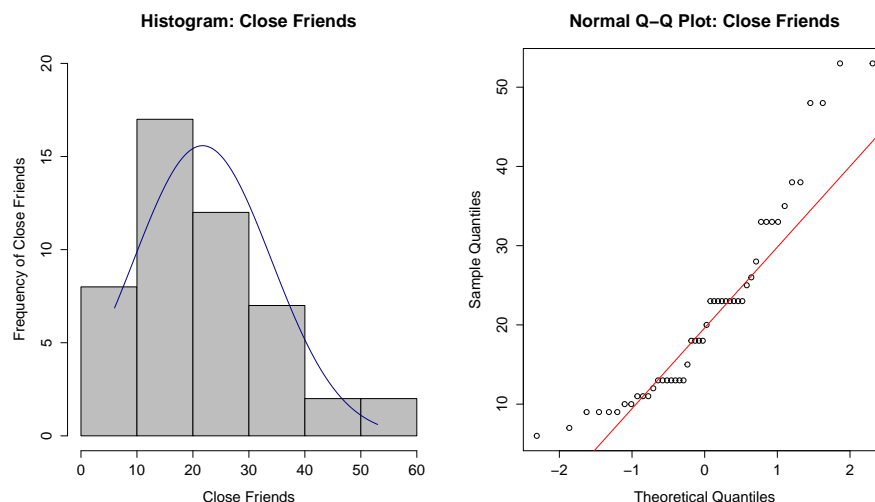 Histogram: Close Friends
Frequency of Close Friends
20
15
10
5
0
0 10 20 30 40 50 60
Close Friends
Normal Q−Q Plot: Close Friends
Sample Quantiles
50
40
30
20
10
−2 −1 0 1 2
Theoretical Quantiles